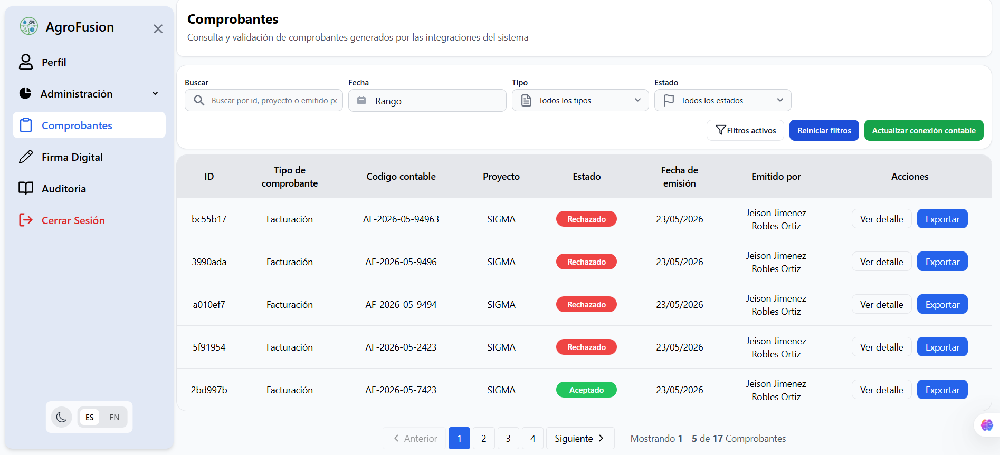 AgroFusion
Perfil
Administración
Comprobantes
Firma Digital
Auditoria
Cerrar Sesión
ES EN
Comprobantes
Consulta y validación de comprobantes generados por las integraciones del sistema
Buscar Fecha Tipo Estado
Buscar por id, proyecto o emitido po Rango Todos los tipos Todos los estados
Filtros activos Reiniciar filtros Actualizar conexión contable
ID Tipo de comprobante Codigo contable Proyecto Estado Fecha de emisión Emitido por Acciones
bc55b17 Facturación AF-2026-05-94963 SIGMA Rechazado 23/05/2026 Jeison Jimenez Robles Ortiz Ver detalle Exportar
3990ada Facturación AF-2026-05-9496 SIGMA Rechazado 23/05/2026 Jeison Jimenez Robles Ortiz Ver detalle Exportar
a010ef7 Facturación AF-2026-05-9494 SIGMA Rechazado 23/05/2026 Jeison Jimenez Robles Ortiz Ver detalle Exportar
5f91954 Facturación AF-2026-05-2423 SIGMA Rechazado 23/05/2026 Jeison Jimenez Robles Ortiz Ver detalle Exportar
2bd997b Facturación AF-2026-05-7423 SIGMA Aceptado 23/05/2026 Jeison Jimenez Robles Ortiz Ver detalle Exportar
Anterior 1 2 3 4 Siguiente Mostrando 1 - 5 de 17 Comprobantes